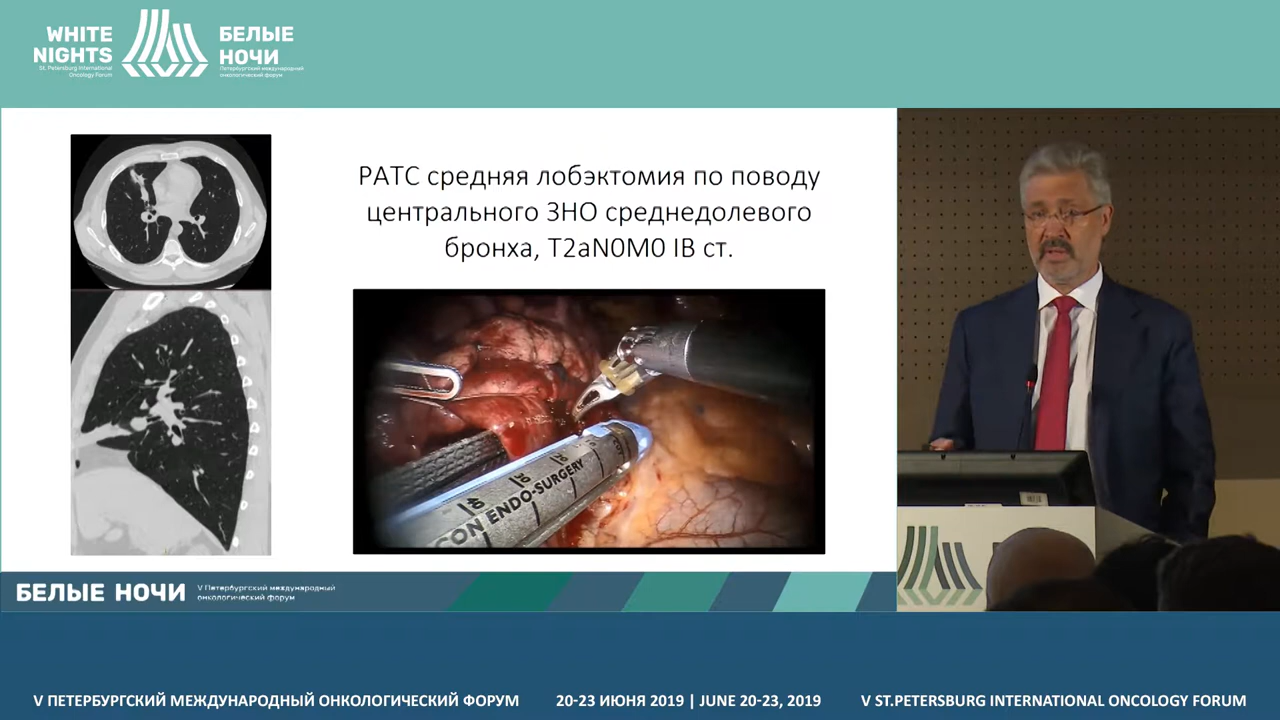 WHITE
NIGHTS
St. Petersburg International
Oncology Forum
БЕЛЫЕ
НОЧИ
Петербургский международный
онкологический форум
РАТС средняя лобэктомия по поводу
центрального ЗНО среднедолевого
бронха, T2aN0M0 IB ст.
CON ENDO-SURGERY
БЕЛЫЕ НОЧИ
V Петербургский международный
онкологический форум
V ПЕТЕРБУРГСКИЙ МЕЖДУНАРОДНЫЙ ОНКОЛОГИЧЕСКИЙ ФОРУМ
20-23 ИЮНЯ 2019 | JUNE 20-23, 2019
V ST.PETERSBURG INTERNATIONAL ONCOLOGY FORUM